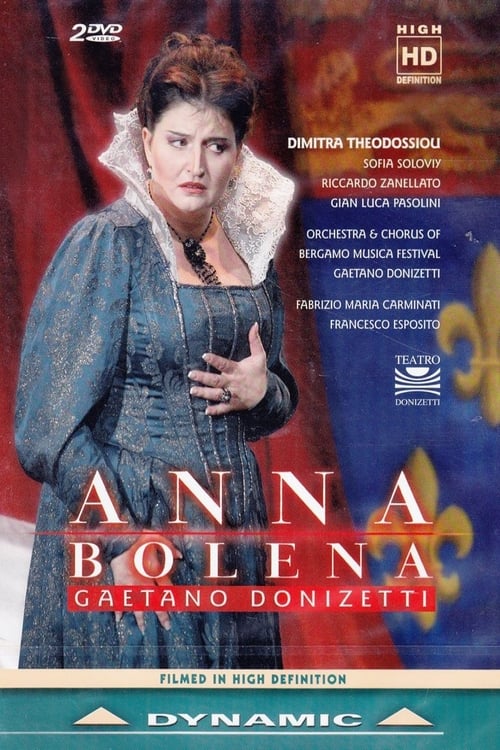 2DVD
VIDEO
HIGH
HD
DEFINITION
DIMITRA THEODOSSIOU
SOFIA SOLOVIY
RICCARDO ZANELLATO
GIAN LUCA PASOLINI
ORCHESTRA & CHORUS OF
BERGAMO MUSICA FESTIVAL
GAETANO DONIZETTI
FABRIZIO MARIA CARMINATI
FRANCESCO ESPOSITO
TEATRO
DONIZETTI
ANNA
BOLENA
GAETANO DONIZETTI
FILMED IN HIGH DEFINITION
DYNAMIC